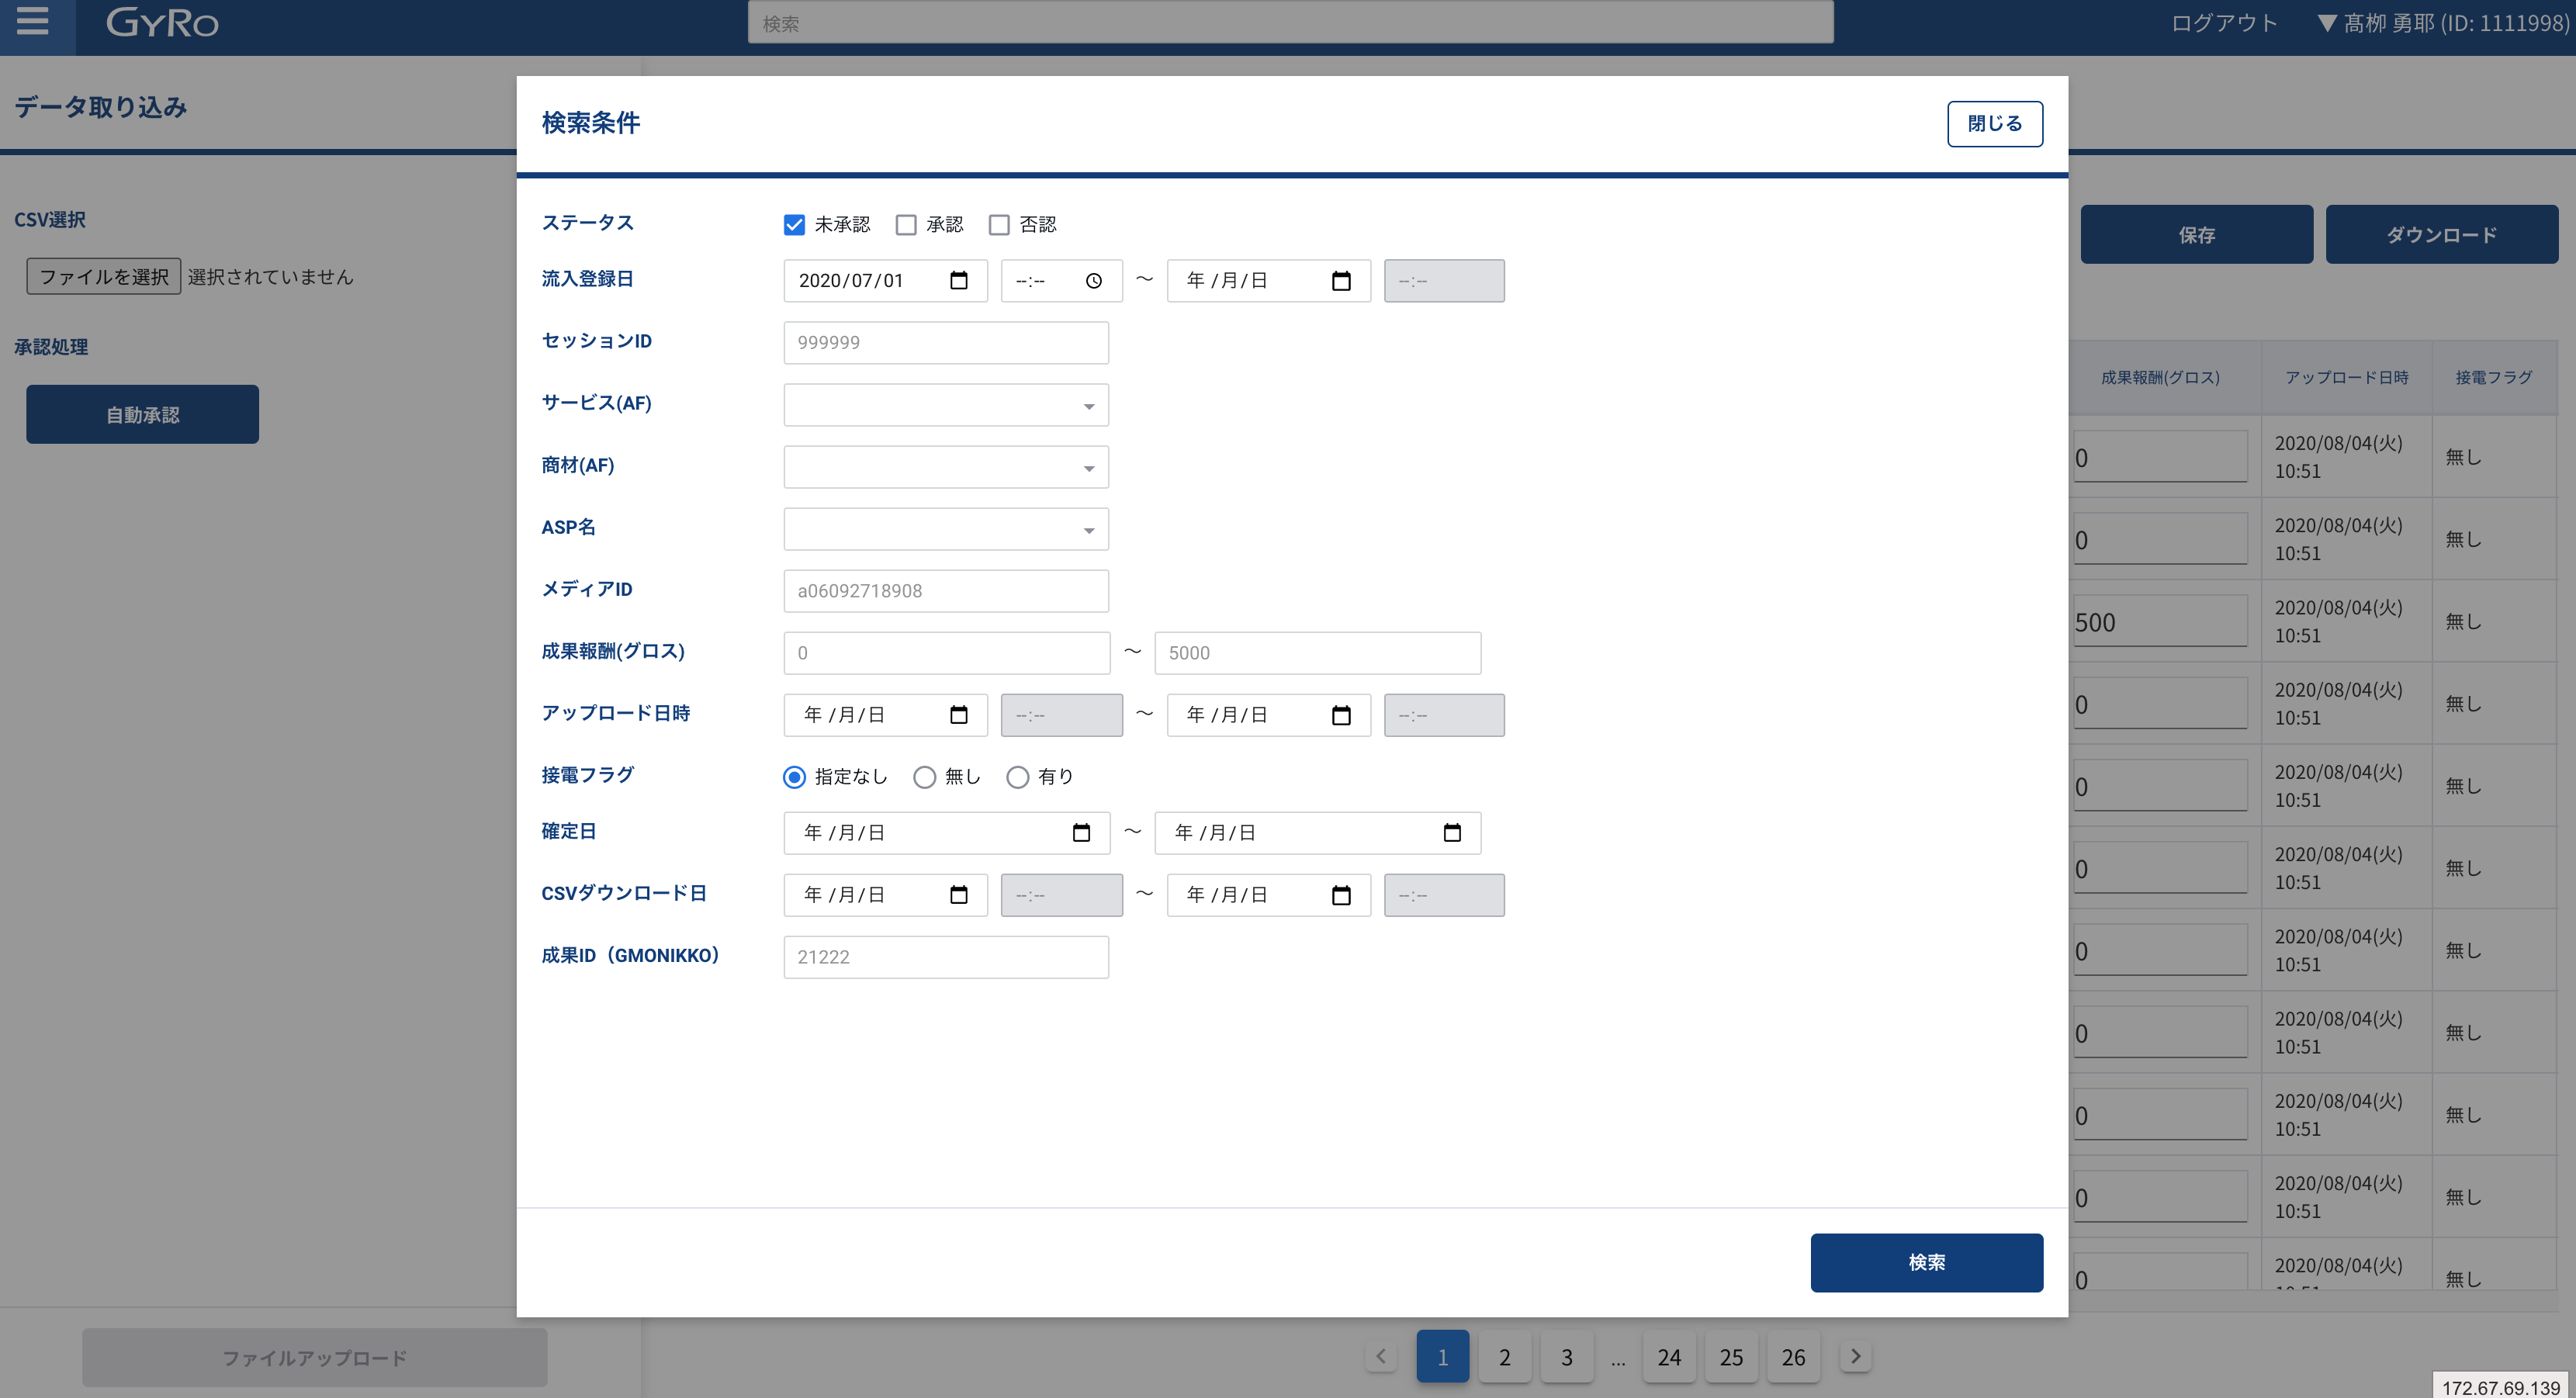 GYRO
検索
ログアウト
▼髙栁 勇耶 (ID: 1111998)
データ取り込み
CSV選択
ファイルを選択 選択されていません
承認処理
自動承認
ファイルアップロード
検索条件
閉じる
ステータス
未承認 承認 否認
流入登録日
2020/07/01 --:-- ～ 年 /月/日 --:--
セッションID
999999
サービス(AF)
商材(AF)
ASP名
メディアID
a06092718908
成果報酬(グロス)
0 ～ 5000
アップロード日時
年 /月/日 --:-- ～ 年 /月/日 --:--
接電フラグ
指定なし 無し 有り
確定日
年 /月/日 ～ 年 /月/日
CSVダウンロード日
年 /月/日 --:-- ～ 年 /月/日 --:--
成果ID（GMONIKKO）
21222
検索
保存
ダウンロード
成果報酬(グロス) アップロード日時 接電フラグ
0 2020/08/04(火) 無し
10:51
0 2020/08/04(火) 無し
10:51
500 2020/08/04(火) 無し
10:51
0 2020/08/04(火) 無し
10:51
0 2020/08/04(火) 無し
10:51
0 2020/08/04(火) 無し
10:51
0 2020/08/04(火) 無し
10:51
0 2020/08/04(火) 無し
10:51
0 2020/08/04(火) 無し
10:51
0 2020/08/04(火) 無し
10:51
0 2020/08/04(火) 無し
1 2 3 ... 24 25 26
172.67.69.139